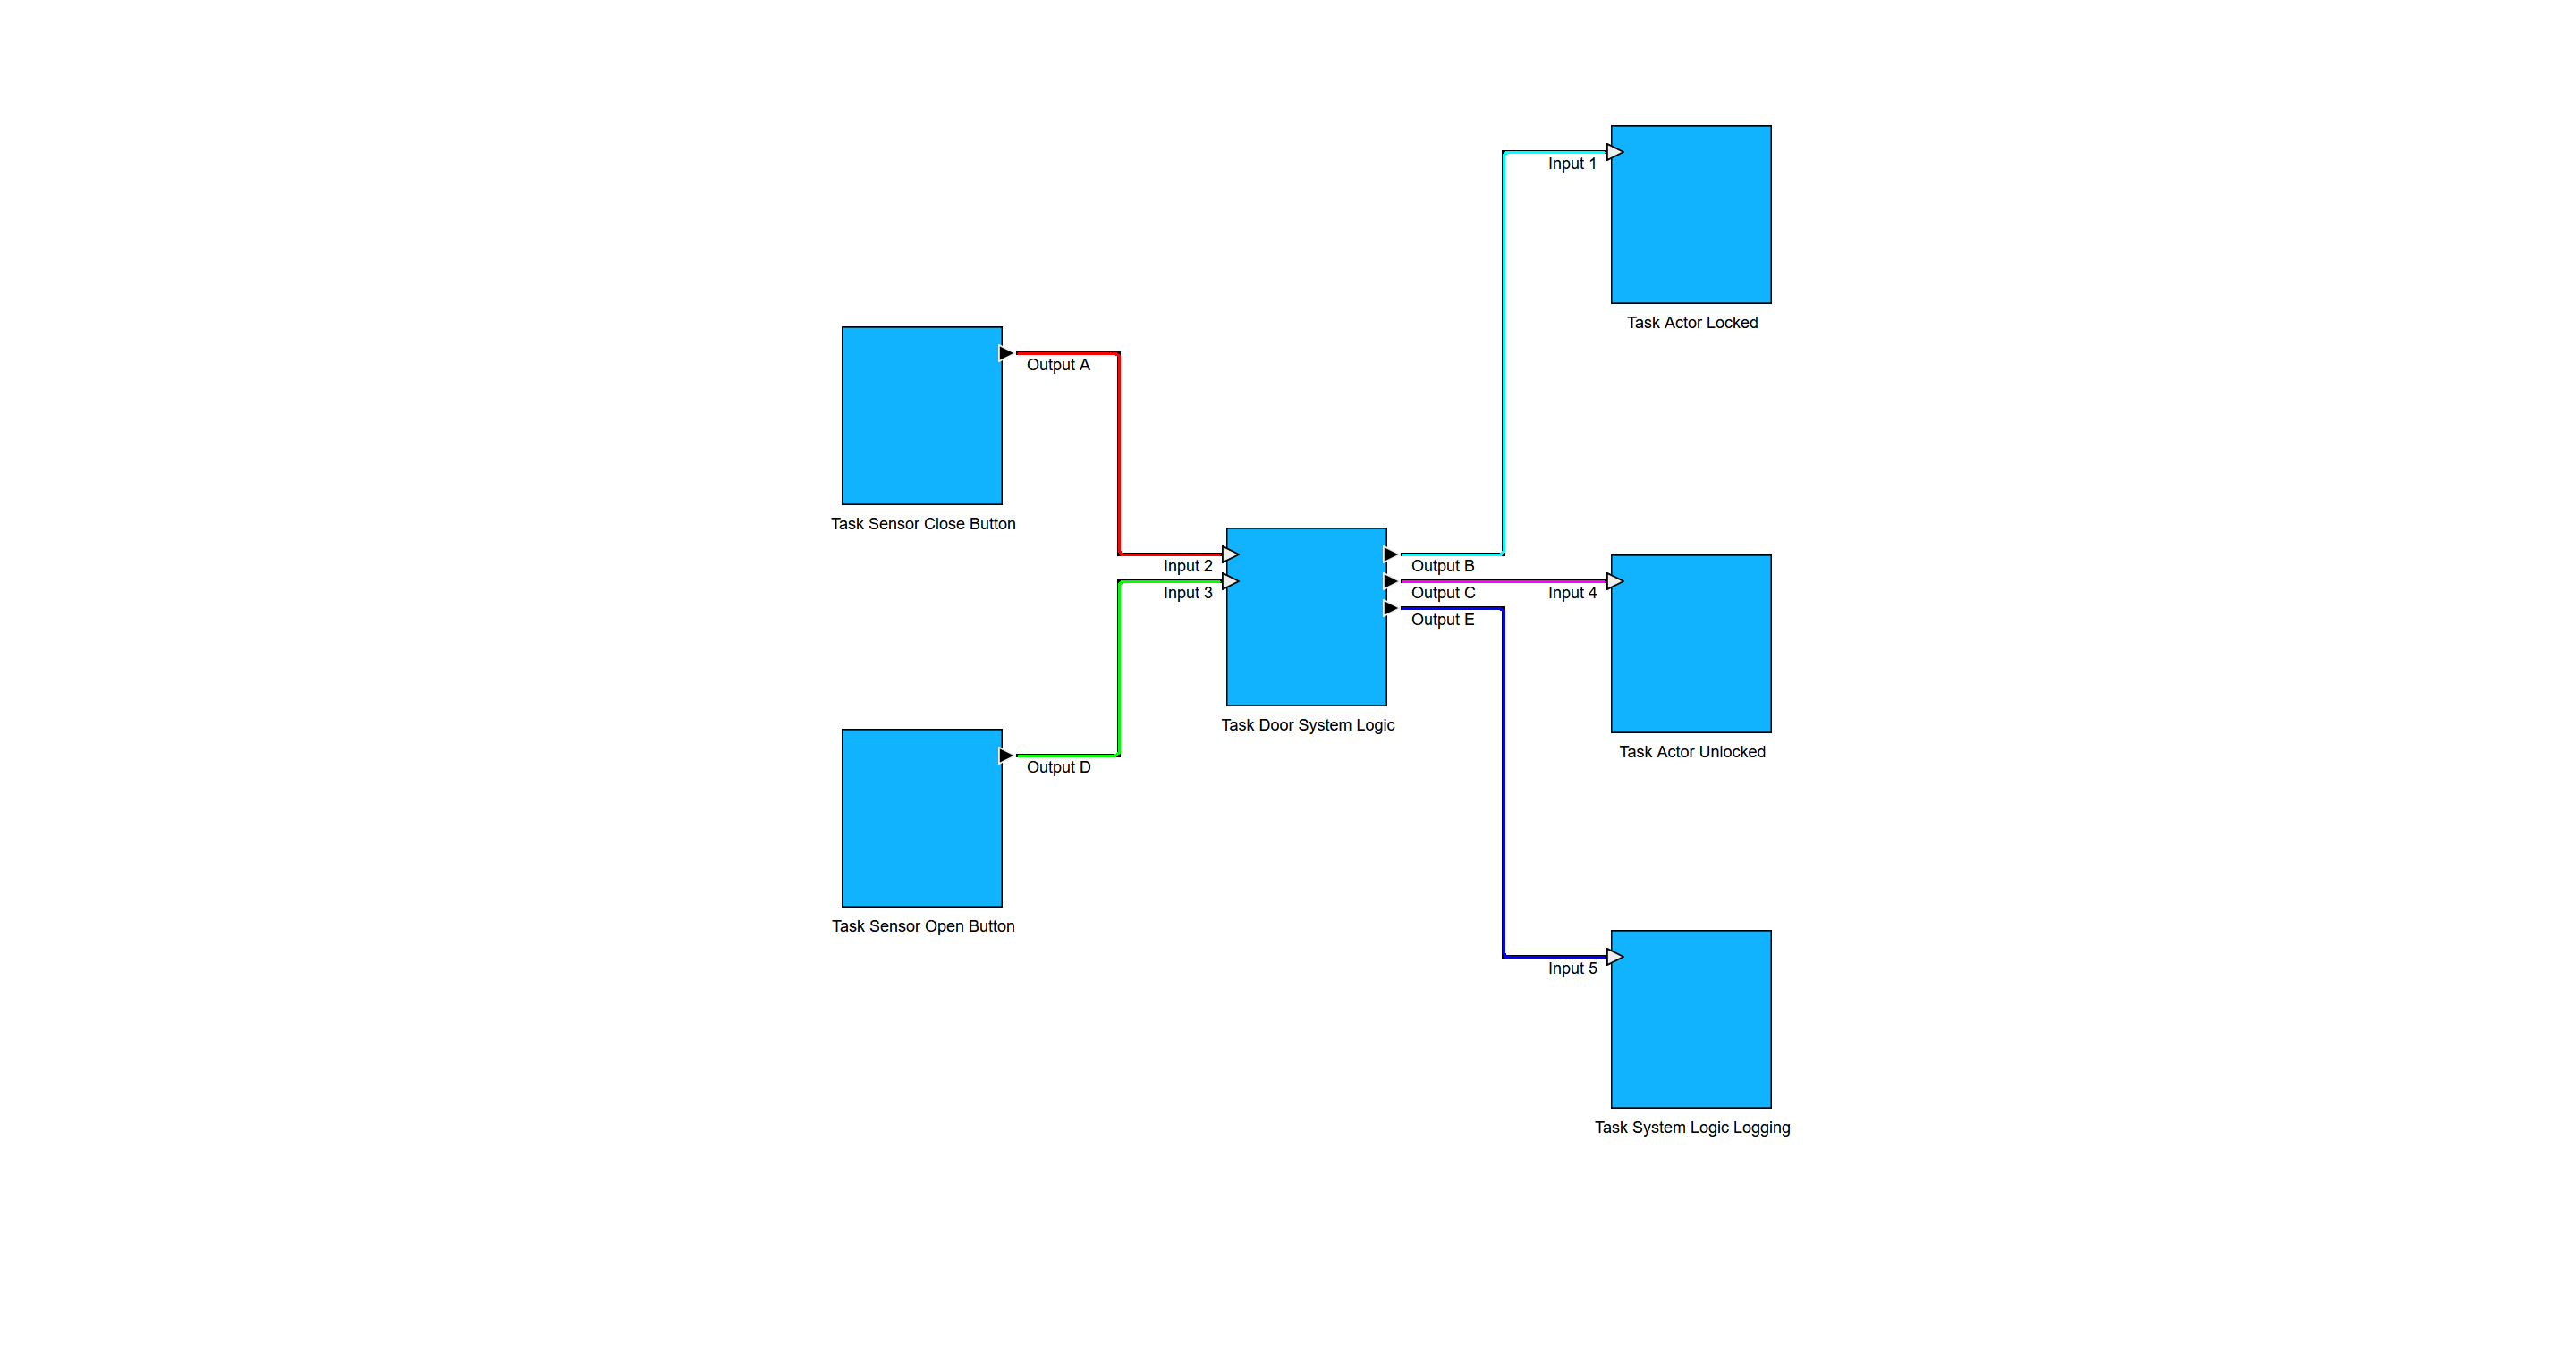 Input 1
Task Actor Locked
Output A
Task Sensor Close Button
Input 2
Input 3
Output B
Output C
Output E
Input 4
Task Door System Logic
Task Actor Unlocked
Output D
Task Sensor Open Button
Input 5
Task System Logic Logging